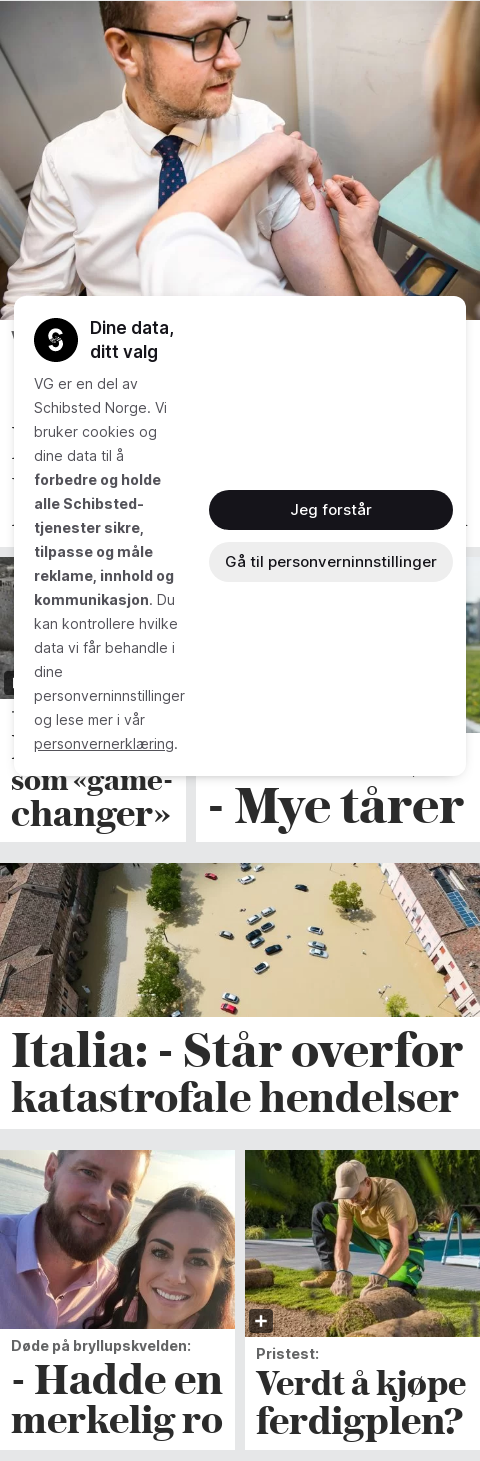 Dine data,
ditt valg
VG er en del av
Schibsted Norge. Vi
bruker cookies og
dine data til å
forbedre og holde
alle Schibsted-
tjenester sikre,
tilpasse og måle
reklame, innhold og
kommunikasjon. Du
kan kontrollere hvilke
data vi får behandle i
dine
personverninnstillinger
og lese mer i vår
personvernerklæring.
Jeg forstår
Gå til personverninnstillinger
som «game-
changer»
- Mye tårer
Italia: - Står overfor
katastrofale hendelser
Døde på bryllupskvelden:
- Hadde en
merkelig ro
Pristest:
Verdt å kjøpe
ferdigplen?